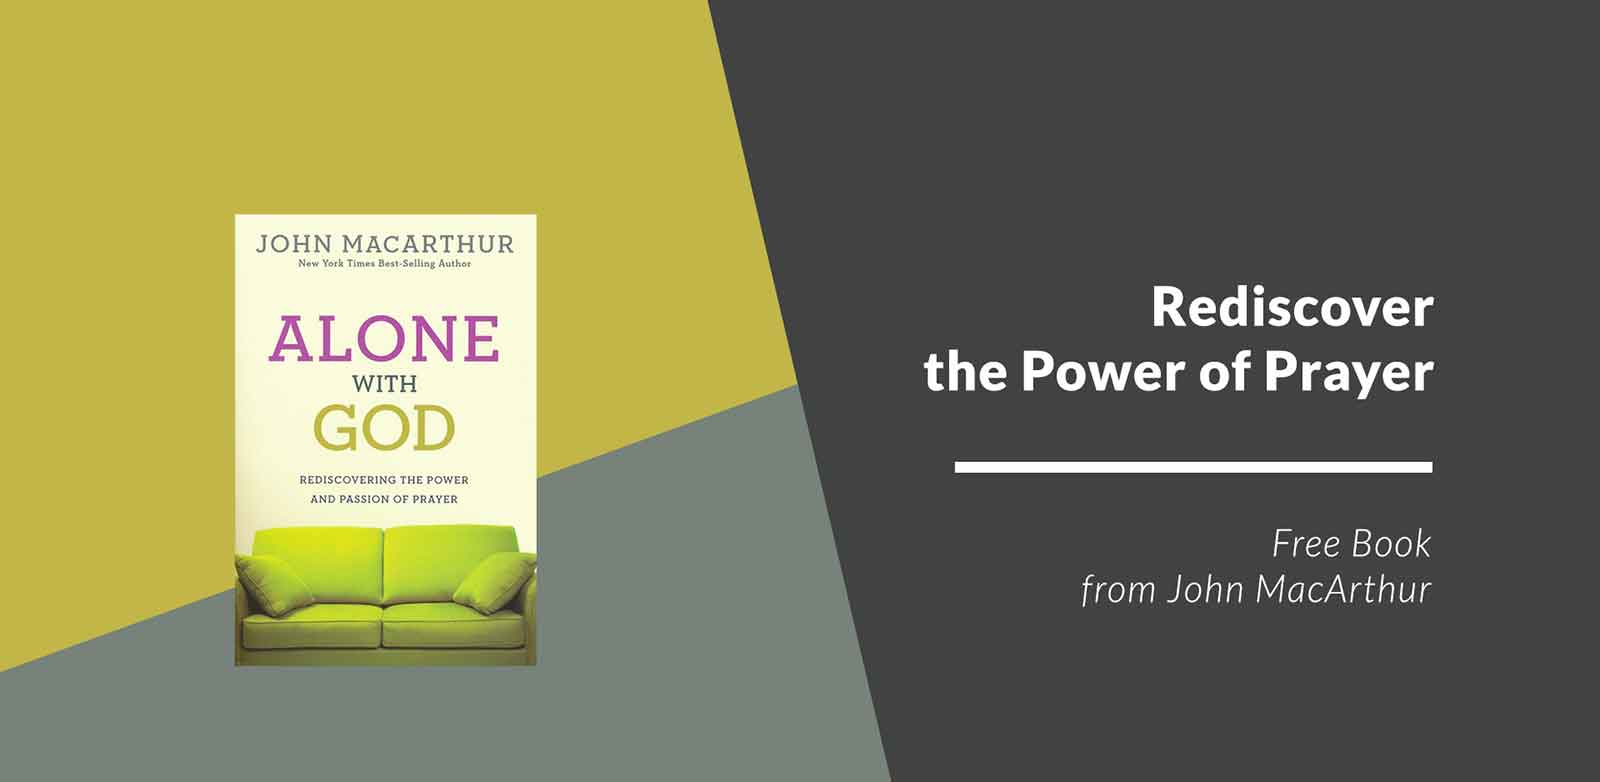 JOHN MACARTHUR
New York Times Best-Selling Author
ALONE
WITH
GOD
REDISCOVERING THE POWER
AND PASSION OF PRAYER
Rediscover
the Power of Prayer
Free Book
from John MacArthur